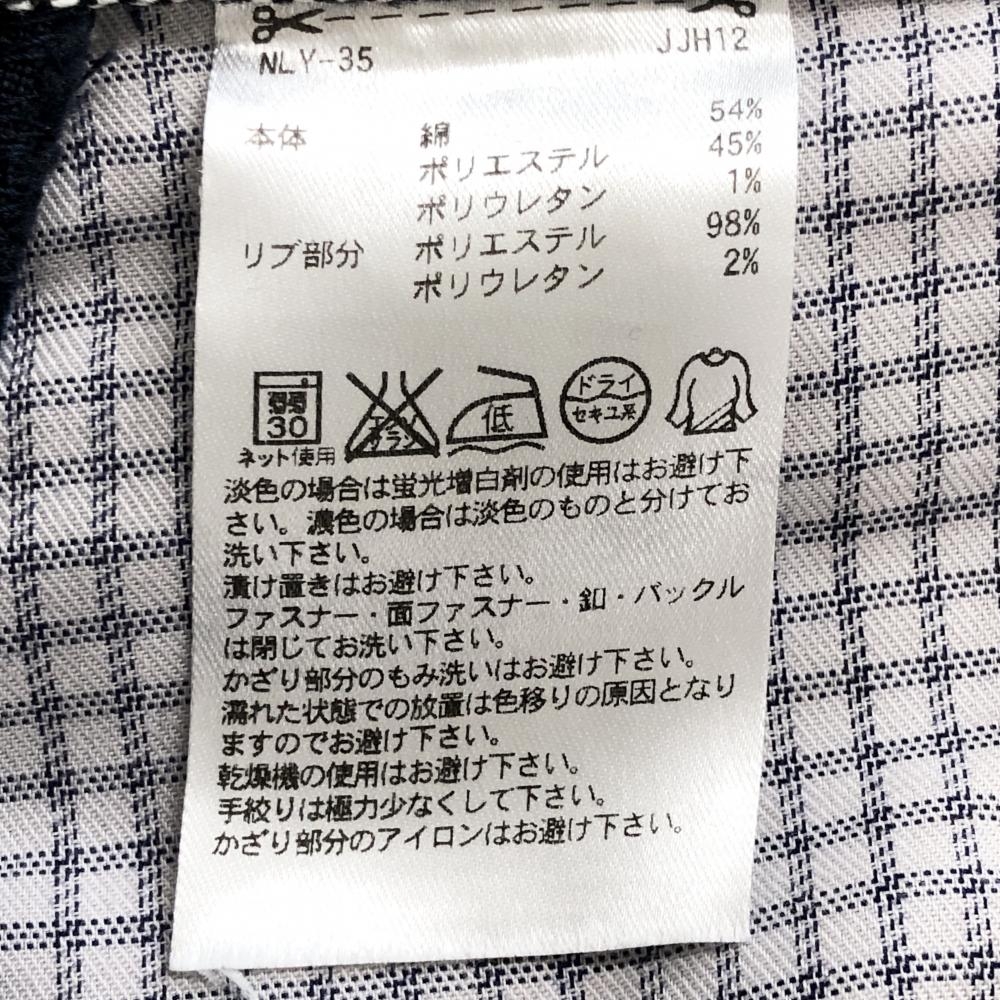 NLY-35 JJH12
本体 綿 54%
ポリエステル 45%
ポリウレタン 1%
リブ部分 ポリエステル 98%
ポリウレタン 2%
弱 30 エンソ サラシ 低 ドライ セキユ系
ネット使用
淡色の場合は蛍光増白剤の使用はお避け下
さい。濃色の場合は淡色のものと分けてお
洗い下さい。
漬け置きはお避け下さい。
ファスナー・面ファスナー・釦・バックル
は閉じてお洗い下さい。
かざり部分のもみ洗いはお避け下さい。
濡れた状態での放置は色移りの原因となり
ますのでお避け下さい。
乾燥機の使用はお避け下さい。
手絞りは極力少なくして下さい。
かざり部分のアイロンはお避け下さい。